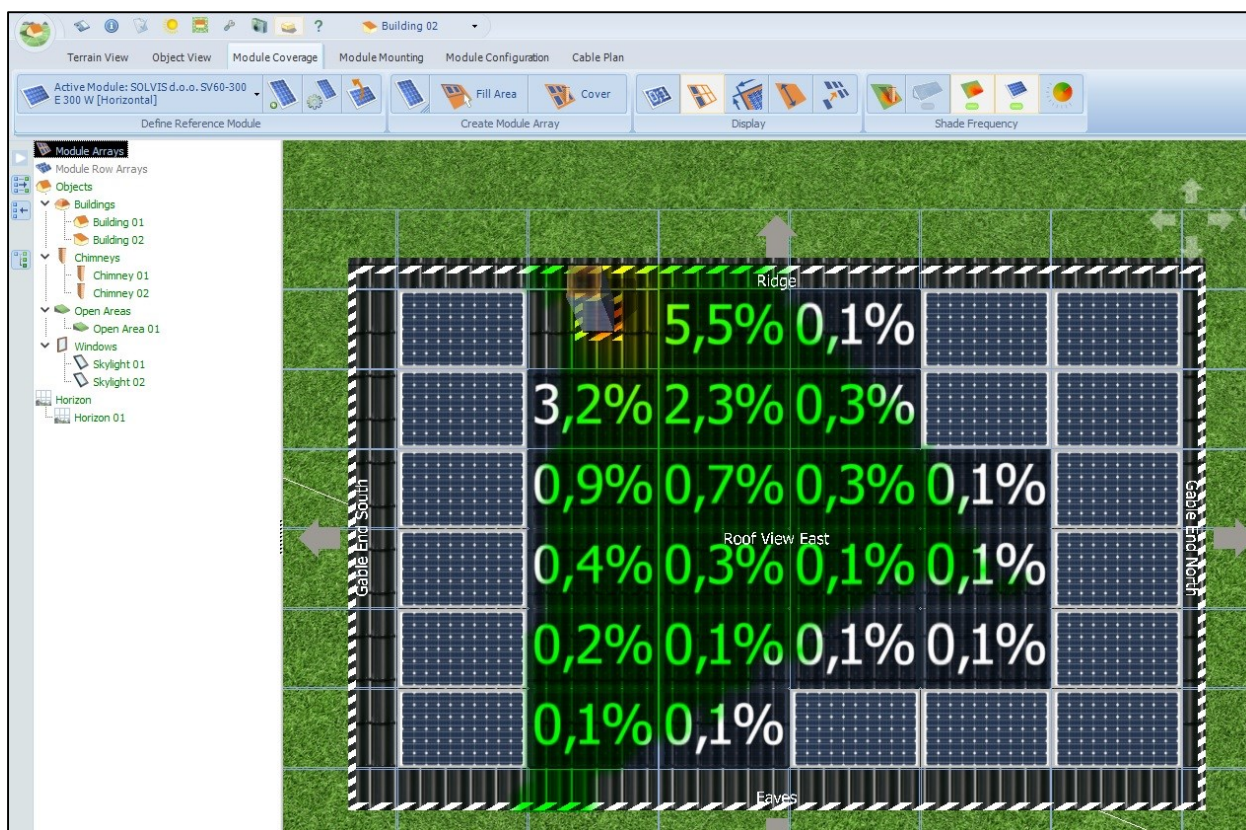 ?
Building 02
Terrain View
Object View
Module Coverage
Module Mounting
Module Configuration
Cable Plan
Active Module: SOLVIS d.o.o. SV60-300
E 300 W [Horizontal]
Fill Area
Cover
Define Reference Module
Create Module Array
Display
Shade Frequency
Module Arrays
Module Row Arrays
Objects
Buildings
Building 01
Building 02
Chimneys
Chimney 01
Chimney 02
Open Areas
Open Area 01
Windows
Skylight 01
Skylight 02
Horizon
Horizon 01
Ridge
5,5% 0,1%
3,2% 2,3% 0,3%
0,9% 0,7% 0,3% 0,1%
Gable End South
Roof View East
Gable End North
0,4% 0,3% 0,1% 0,1%
0,2% 0,1% 0,1% 0,1%
0,1% 0,1%
Eaves